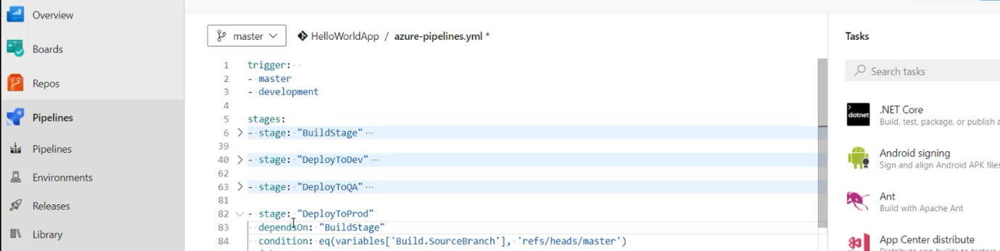 Overview
Boards
Repos
Pipelines
Pipelines
Environments
Releases
Library
master
HelloWorldApp / azure-pipelines.yml *
1 trigger:
2 - master
3 - development
4
5 stages:
6 - stage: "BuildStage" ...
39
40 - stage: "DeployToDev" ...
62
63 - stage: "DeployToQA" ...
81
82 - stage: "DeployToProd"
83 dependsOn: "BuildStage"
84 condition: eq(variables['Build.SourceBranch'], 'refs/heads/master')
Tasks
Search tasks
dotnet
.NET Core
Build, test, package, or publish a
Android signing
Sign and align Android APK files
Ant
Build with Apache Ant
App Center distribute